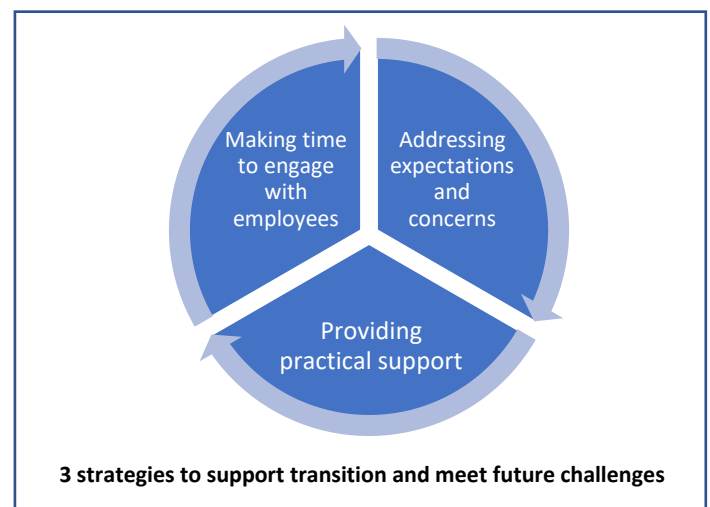 Making time
to engage
with
employees
Addressing
expectations
and
concerns
Providing
practical support
3 strategies to support transition and meet future challenges